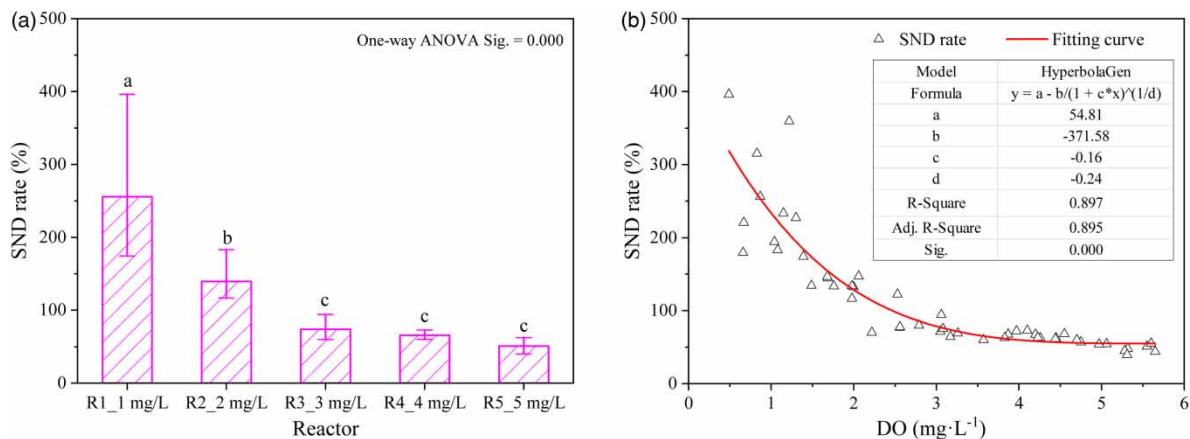 (a)
500
400
300
200
100
0
SND rate (%)
One-way ANOVA Sig. = 0.000
a
b
c
c
c
R1_1 mg/L R2_2 mg/L R3_3 mg/L R4_4 mg/L R5_5 mg/L
Reactor
(b)
500
400
300
200
100
0
SND rate (%)
SND rate Fitting curve
Model HyperbolaGen
Formula y = a - b/(1 + c*x)^(1/d)
a 54.81
b -371.58
c -0.16
d -0.24
R-Square 0.897
Adj. R-Square 0.895
Sig. 0.000
0 1 2 3 4 5 6
DO (mg·L⁻¹)